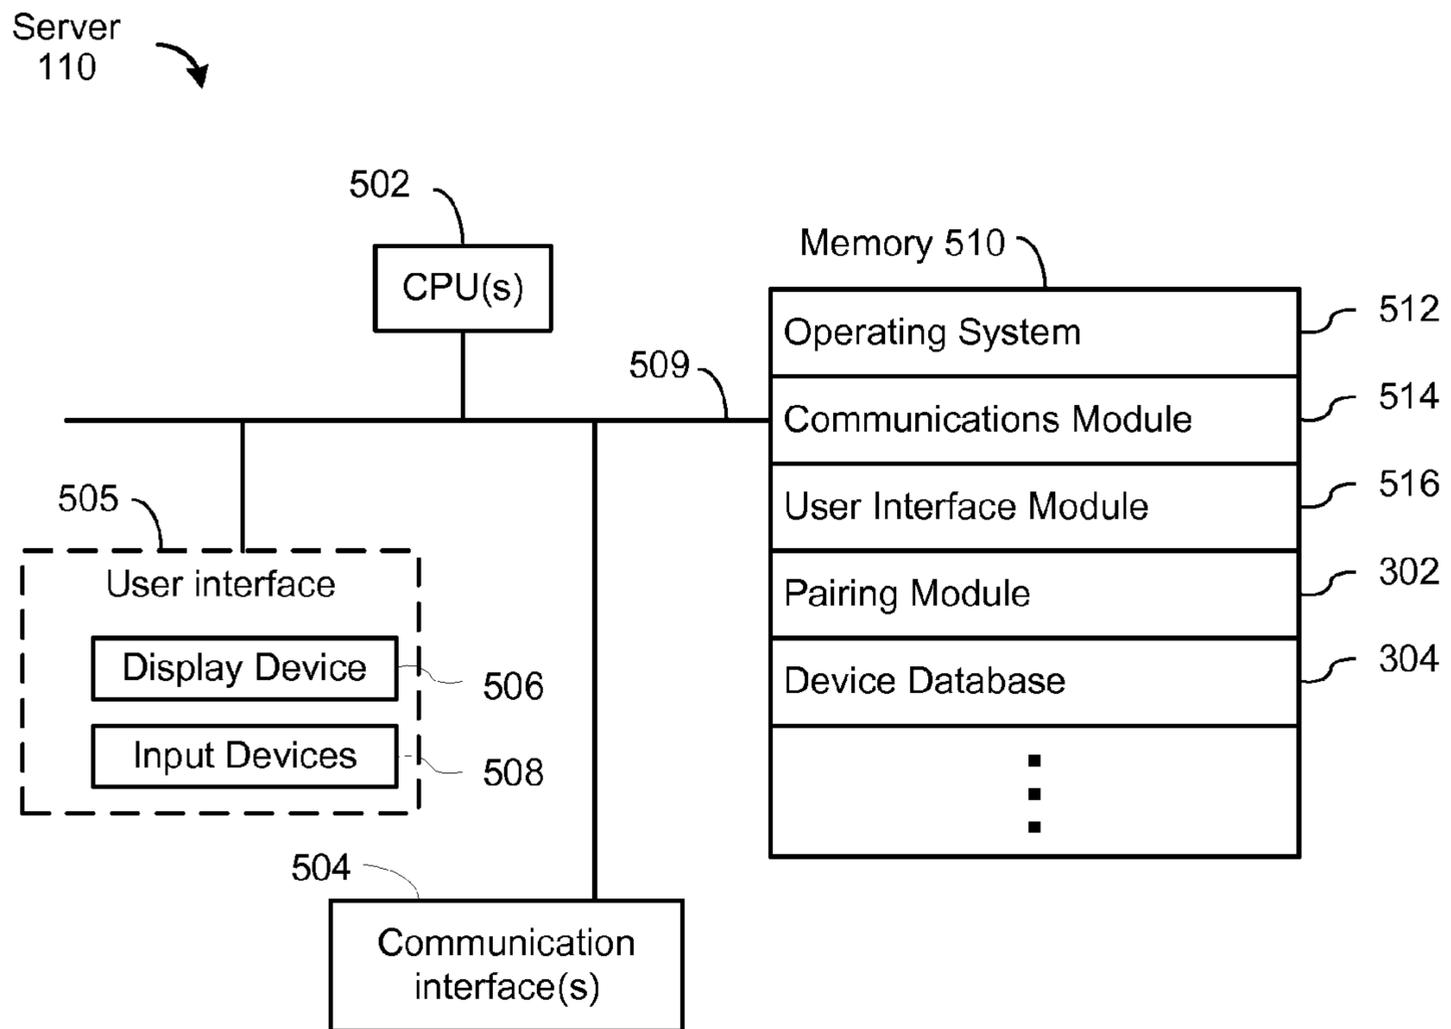 Server
110
502
CPU(s)
Memory 510
509
Operating System
512
Communications Module
514
User Interface Module
516
Pairing Module
302
Device Database
304
505
User interface
Display Device
506
Input Devices
508
504
Communication
interface(s)